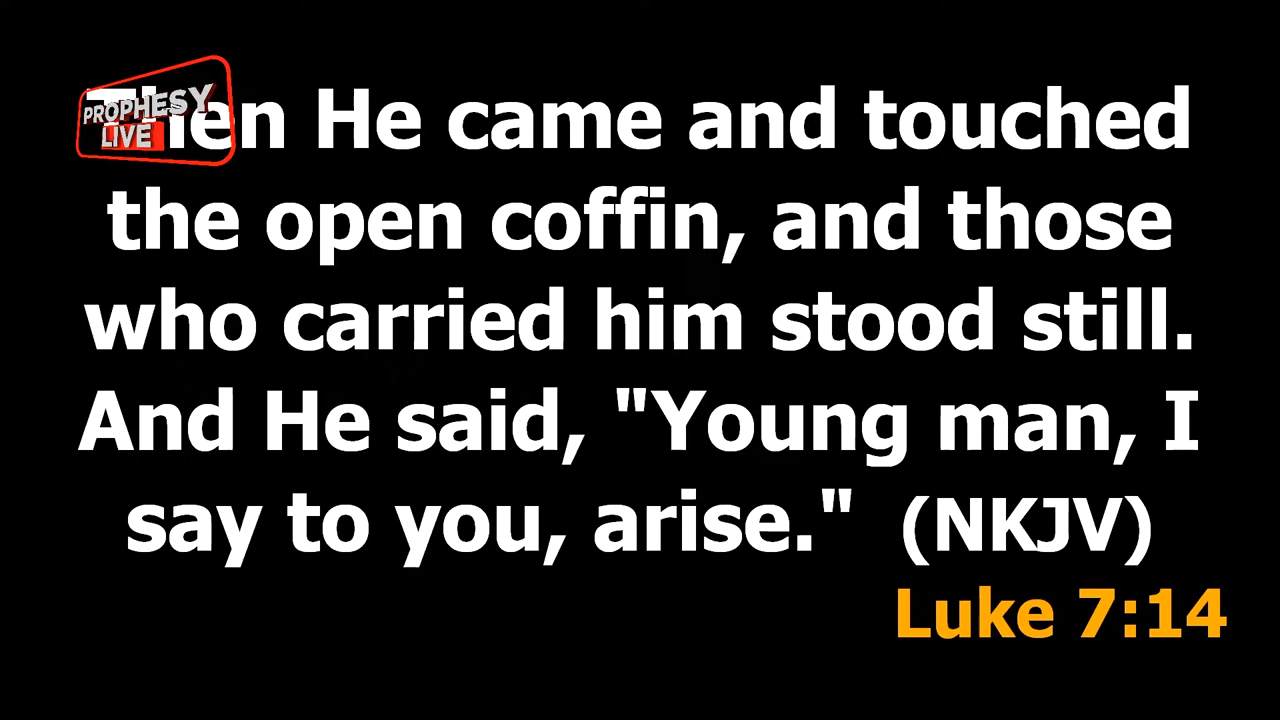 PROPHESY
LIVE
Then He came and touched
the open coffin, and those
who carried him stood still.
And He said, "Young man, I
say to you, arise." (NKJV)
Luke 7:14